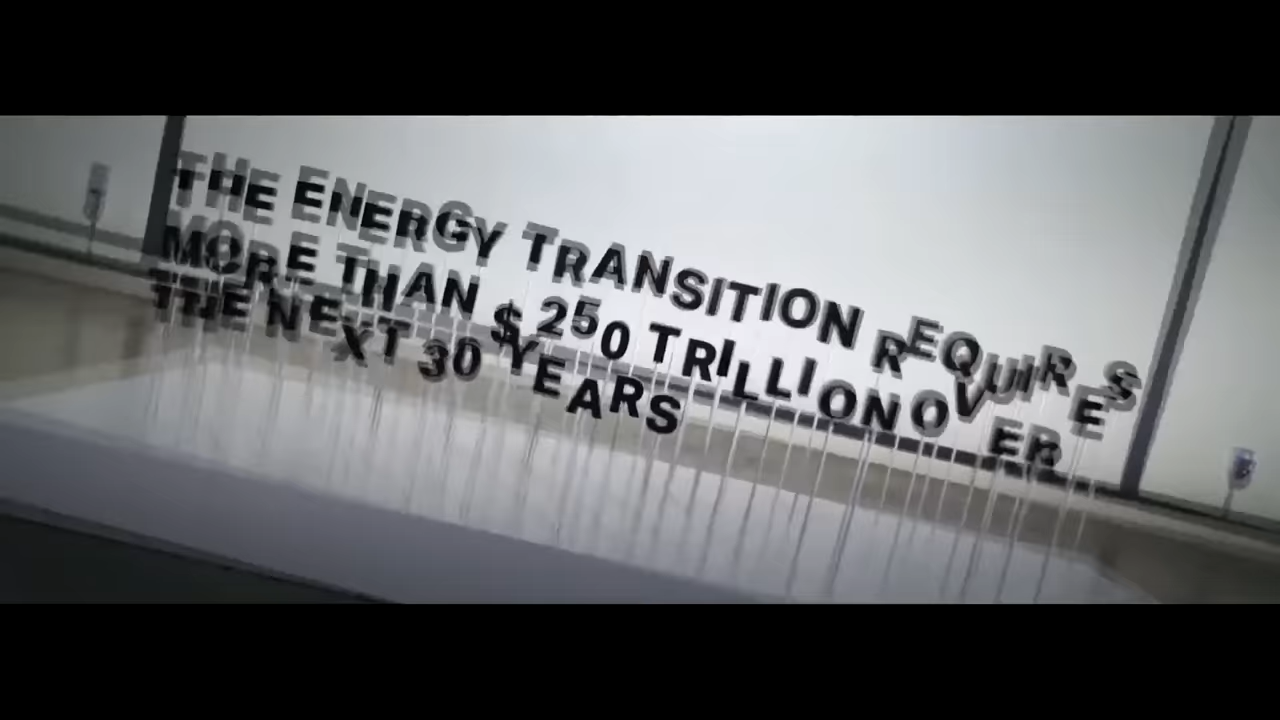 THE ENERGY TRANSITION REQUIRES
MORE THAN $250 TRILLION OVER
THE NEXT 30 YEARS